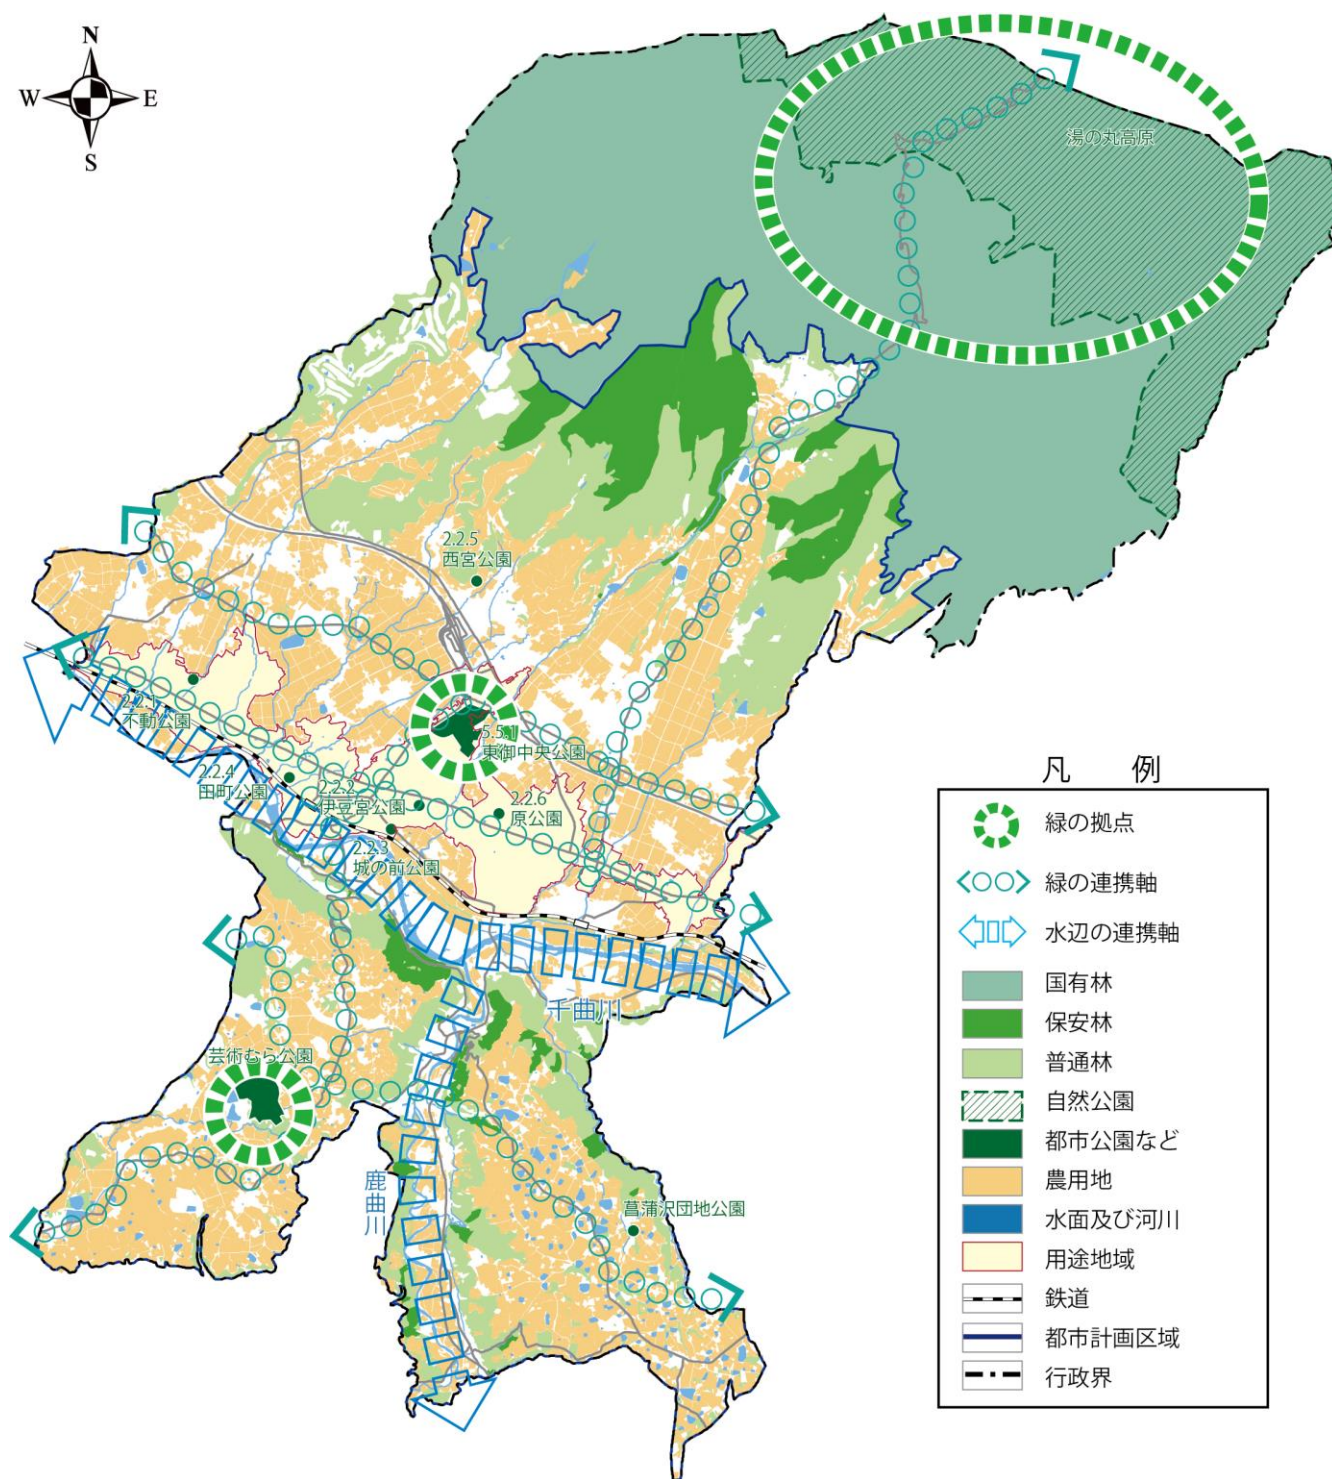 N
W
E
S
湯の丸高原
2.2.5
西宮公園
2.2.1
不動公園
5.5.1
東御中央公園
2.2.4
田町公園
2.2.2
伊豆宮公園
2.2.6
原公園
2.2.3
城の前公園
千曲川
芸術むら公園
鹿曲川
菖蒲沢団地公園
凡 例
緑の拠点
緑の連携軸
水辺の連携軸
国有林
保安林
普通林
自然公園
都市公園など
農用地
水面及び河川
用途地域
鉄道
都市計画区域
行政界